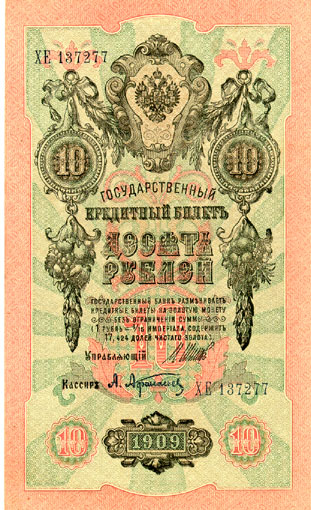 ХЕ 137277
10 10
ГОСУДАРСТВЕННЫЙ
КРЕДИТНЫЙ БИЛЕТЪ
ДЕСЯТЬ
РУБЛЕЙ
ГОСУДАРСТВЕННЫЙ БАНКЪ РАЗМѢНИВАЕТЪ
КРЕДИТНЫЕ БИЛЕТЫ НА ЗОЛОТУЮ МОНЕТУ
БЕЗЪ ОГРАНИЧЕНІЯ СУММЫ
(1 РУБЛЬ = 1/15 ИМПЕРІАЛА, СОДЕРЖИТЪ
17,424 ДОЛЕЙ ЧИСТАГО ЗОЛОТА).
УПРАВЛЯЮЩІЙ
КАССИРЪ
ХЕ 137277
10 1909 10